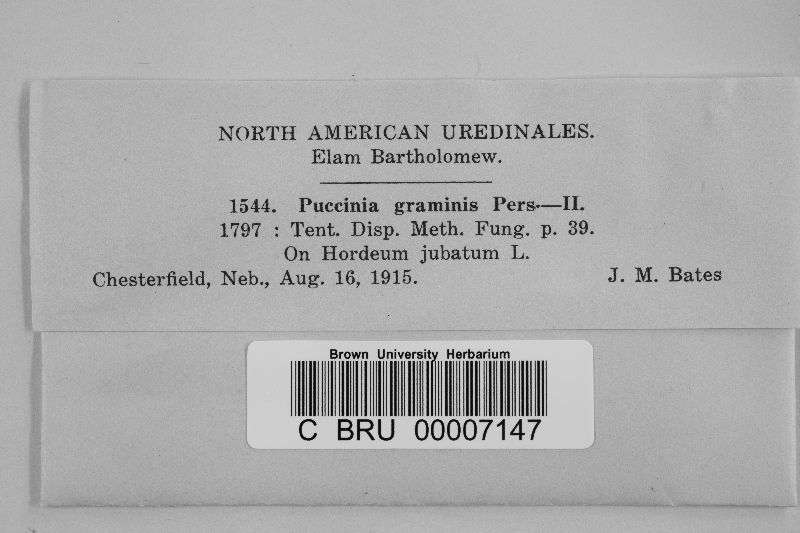 NORTH AMERICAN UREDINALES.
Elam Bartholomew.
1544. Puccinia graminis Pers.—II.
1797 : Tent. Disp. Meth. Fung. p. 39.
On Hordeum jubatum L.
Chesterfield, Neb., Aug. 16, 1915. J. M. Bates
Brown University Herbarium
C BRU 00007147